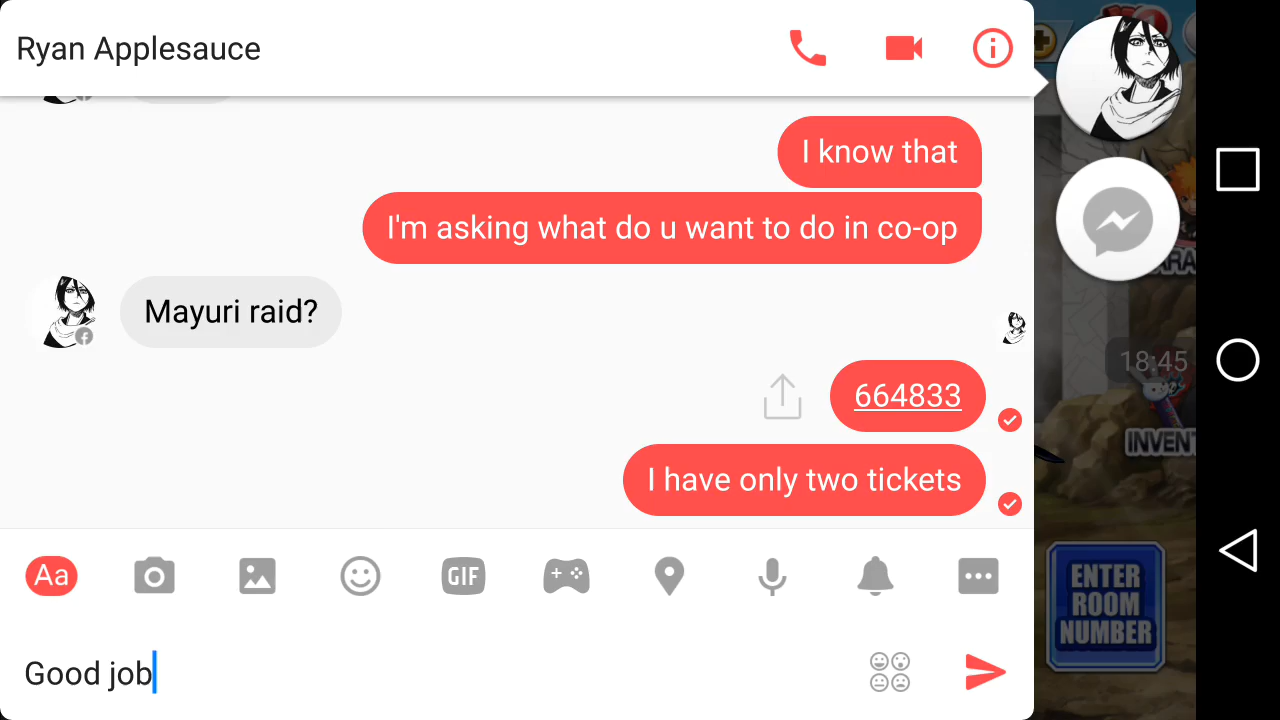 Ryan Applesauce
I know that
I'm asking what do u want to do in co-op
Mayuri raid?
664833
18:45
I have only two tickets
Aa
GIF
Good job
ENTER
ROOM
NUMBER